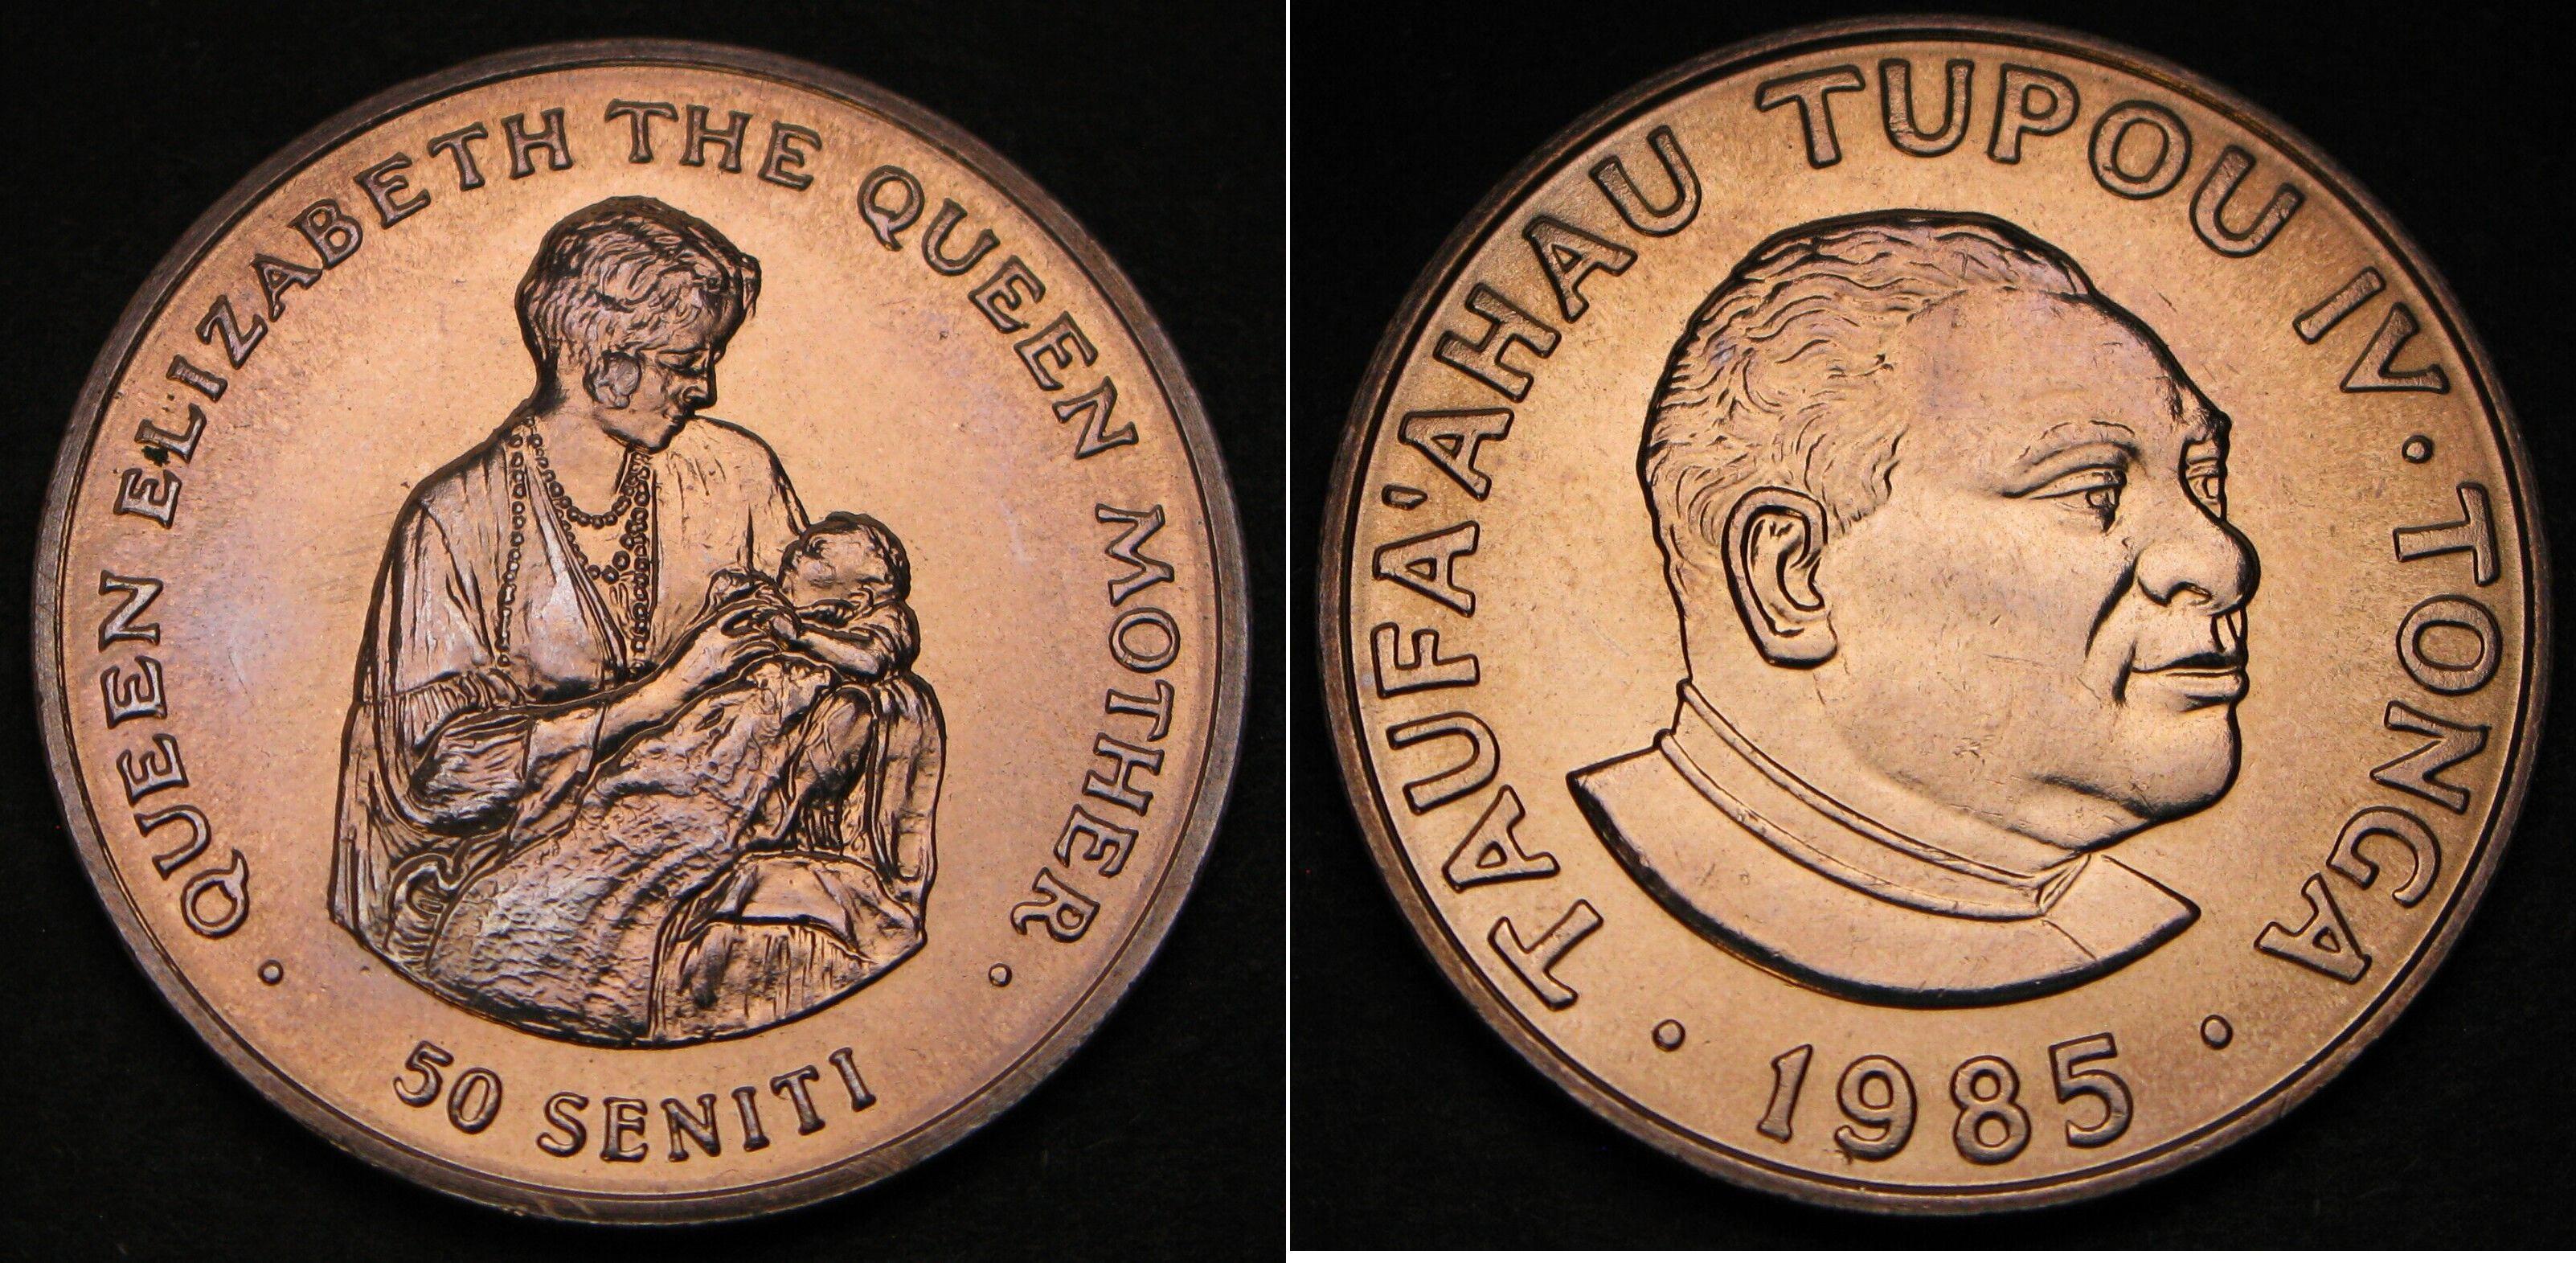 QUEEN ELIZABETH THE QUEEN MOTHER
· 50 SENITI ·
TAUFA'AHAU TUPOU IV · TONGA
· 1985 ·